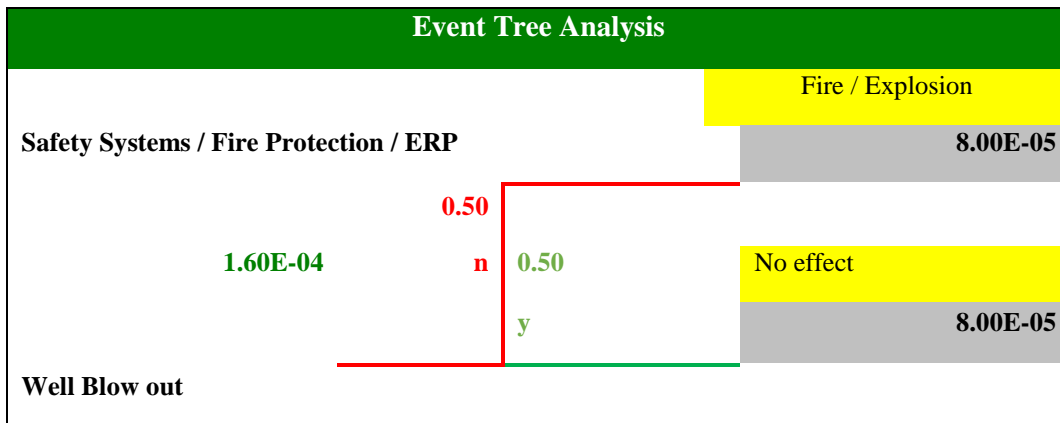 Event Tree Analysis
Fire / Explosion
Safety Systems / Fire Protection / ERP 8.00E-05
0.50
1.60E-04 n 0.50 No effect
y 8.00E-05
Well Blow out